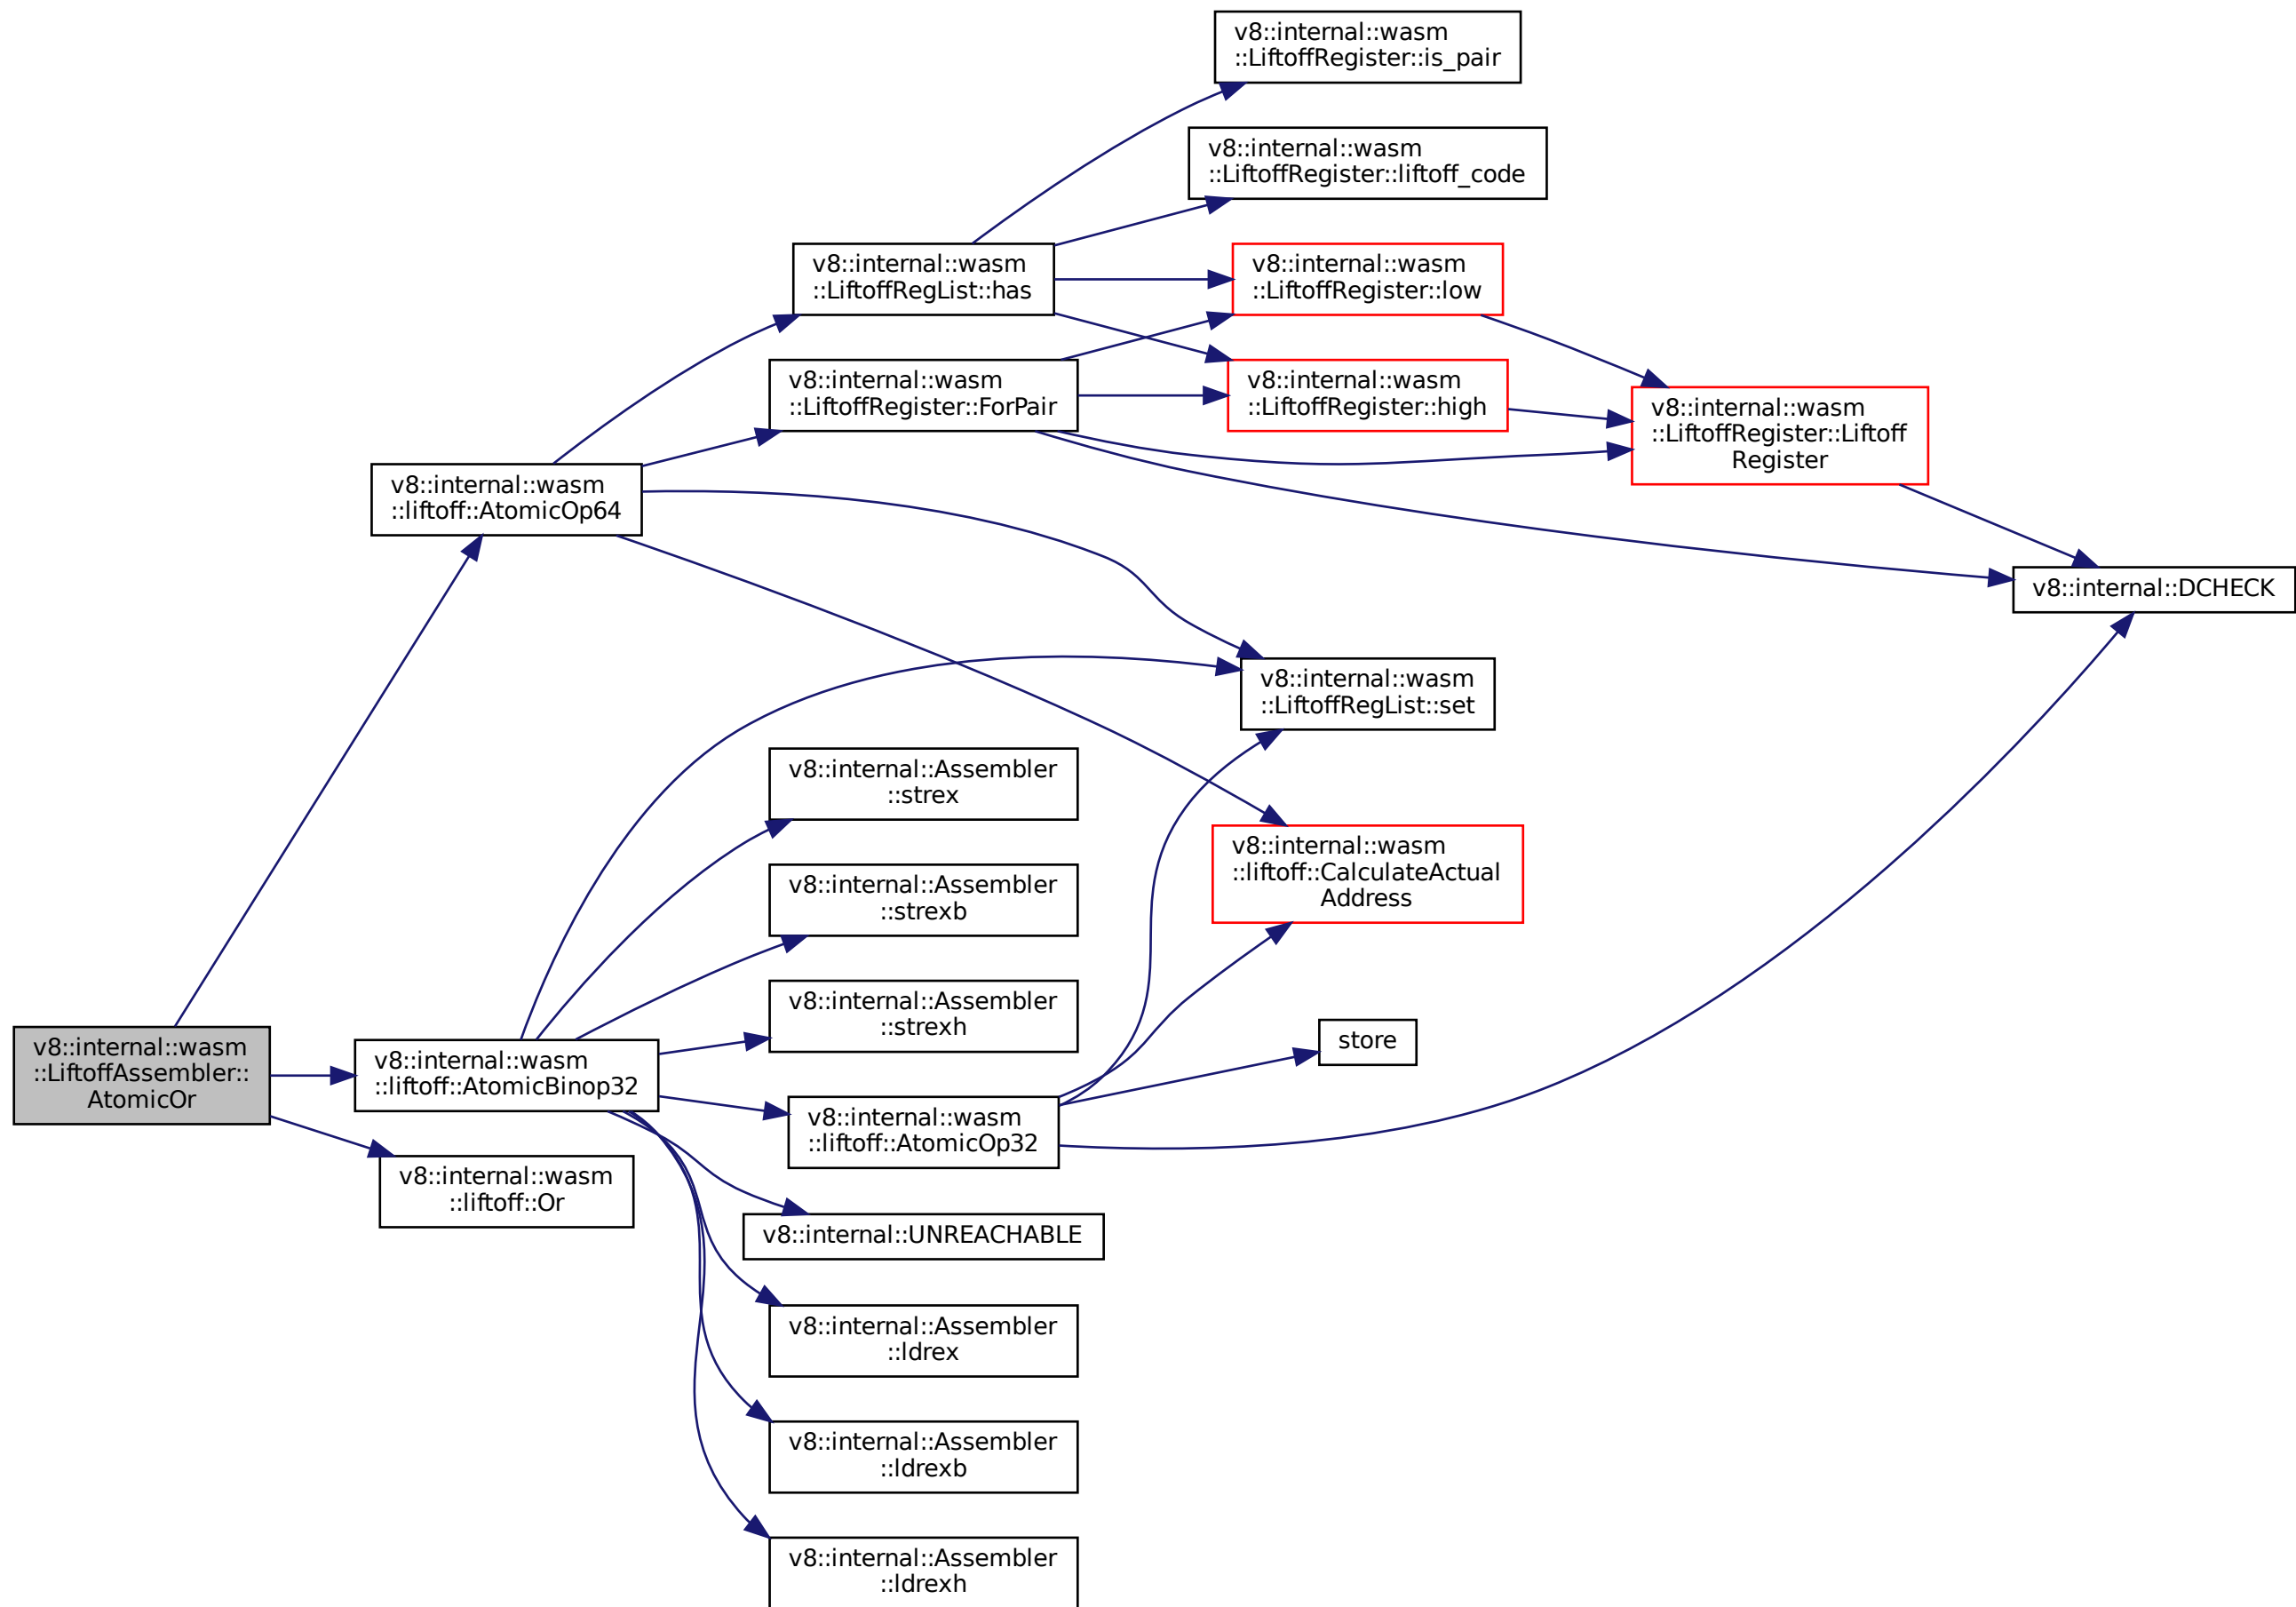 v8::internal::wasm
::LiftoffRegister::is_pair
v8::internal::wasm
::LiftoffRegister::liftoff_code
v8::internal::wasm
::LiftoffRegList::has
v8::internal::wasm
::LiftoffRegister::low
v8::internal::wasm
::LiftoffRegister::ForPair
v8::internal::wasm
::LiftoffRegister::high
v8::internal::wasm
::LiftoffRegister::Liftoff
Register
v8::internal::wasm
::liftoff::AtomicOp64
v8::internal::DCHECK
v8::internal::wasm
::LiftoffRegList::set
v8::internal::Assembler
::strex
v8::internal::wasm
::liftoff::CalculateActual
Address
v8::internal::Assembler
::strexb
v8::internal::Assembler
::strexh
v8::internal::wasm
::LiftoffAssembler::
AtomicOr
v8::internal::wasm
::liftoff::AtomicBinop32
store
v8::internal::wasm
::liftoff::AtomicOp32
v8::internal::wasm
::liftoff::Or
v8::internal::UNREACHABLE
v8::internal::Assembler
::ldrex
v8::internal::Assembler
::ldrexb
v8::internal::Assembler
::ldrexh